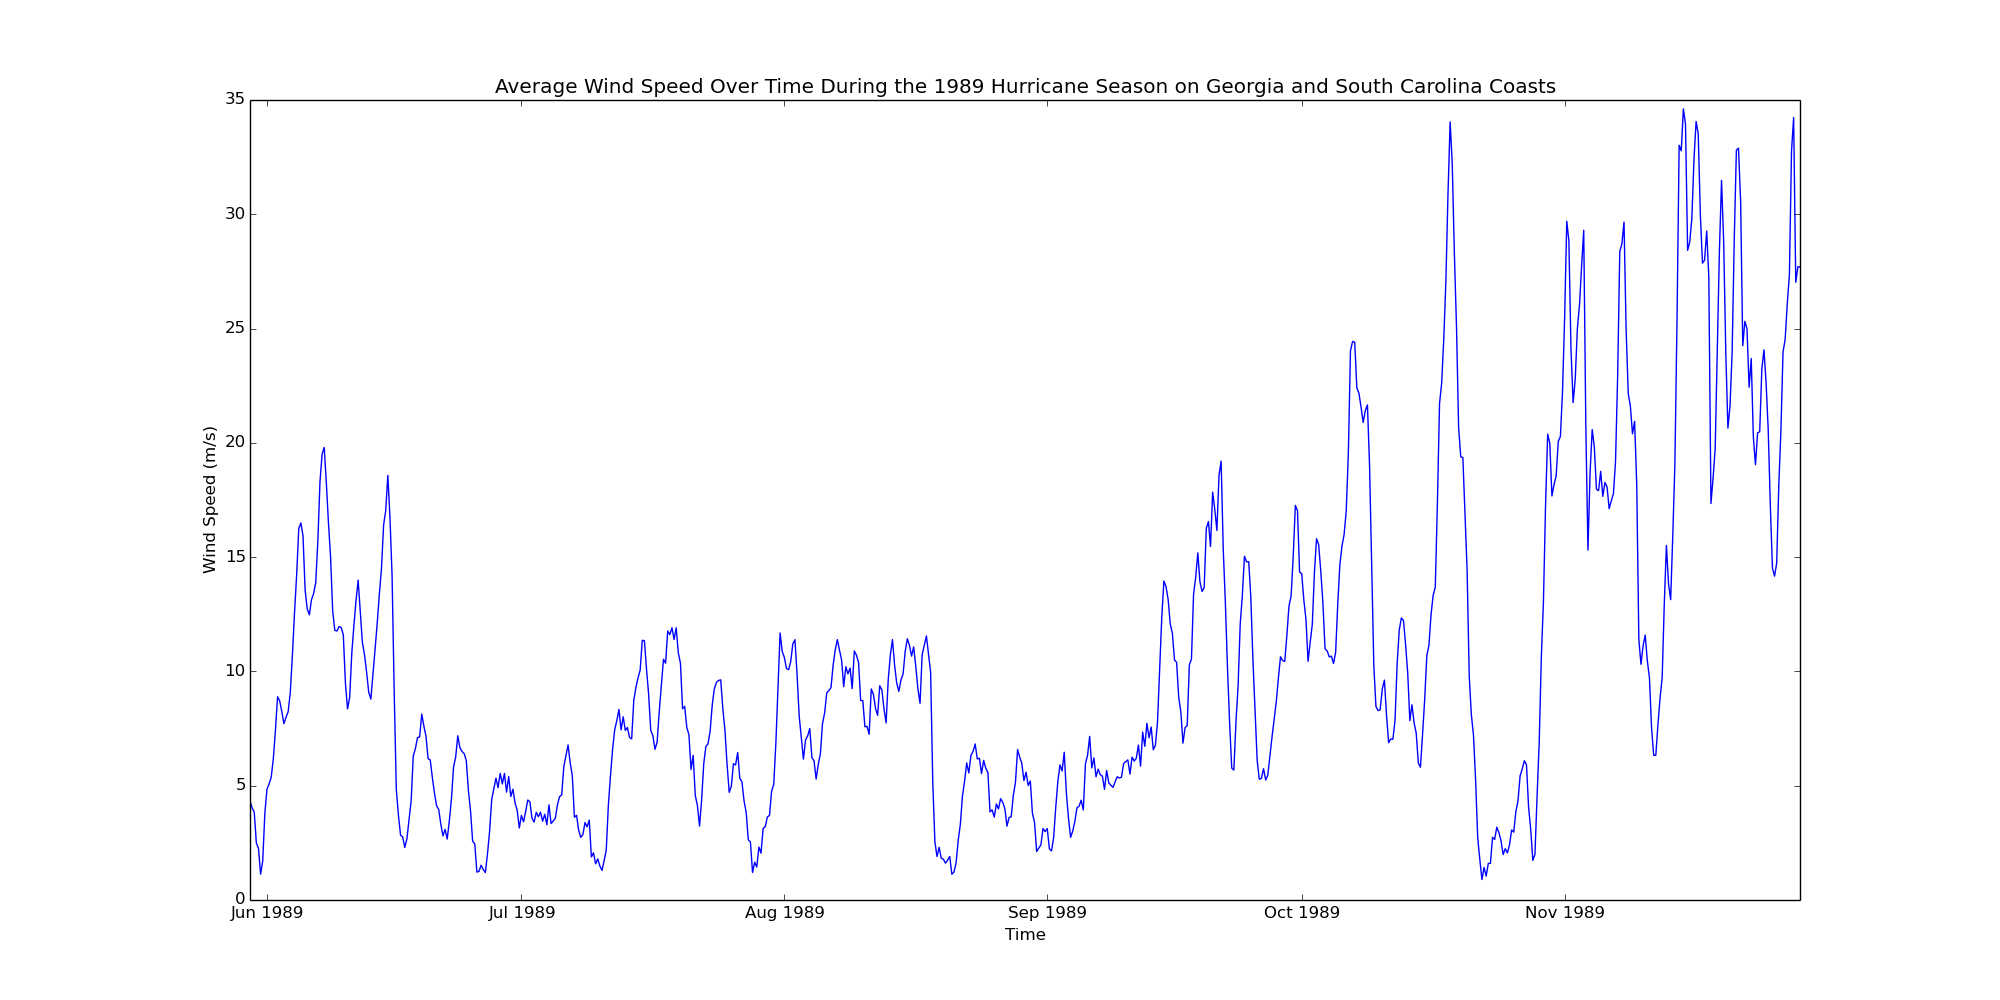 Average Wind Speed Over Time During the 1989 Hurricane Season on Georgia and South Carolina Coasts
35
30
25
20
15
10
5
0
Wind Speed (m/s)
Jun 1989 Jul 1989 Aug 1989 Sep 1989 Oct 1989 Nov 1989
Time